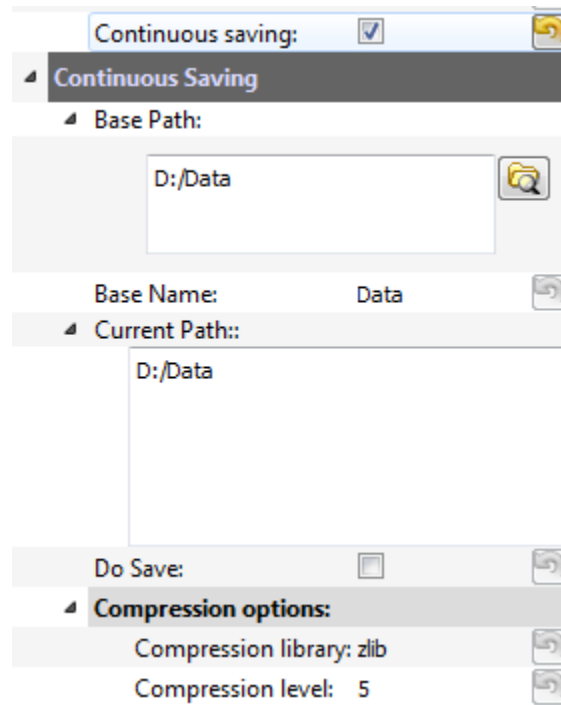 Continuous saving:
Continuous Saving
Base Path:
D:/Data
Base Name: Data
Current Path::
D:/Data
Do Save:
Compression options:
Compression library: zlib
Compression level: 5